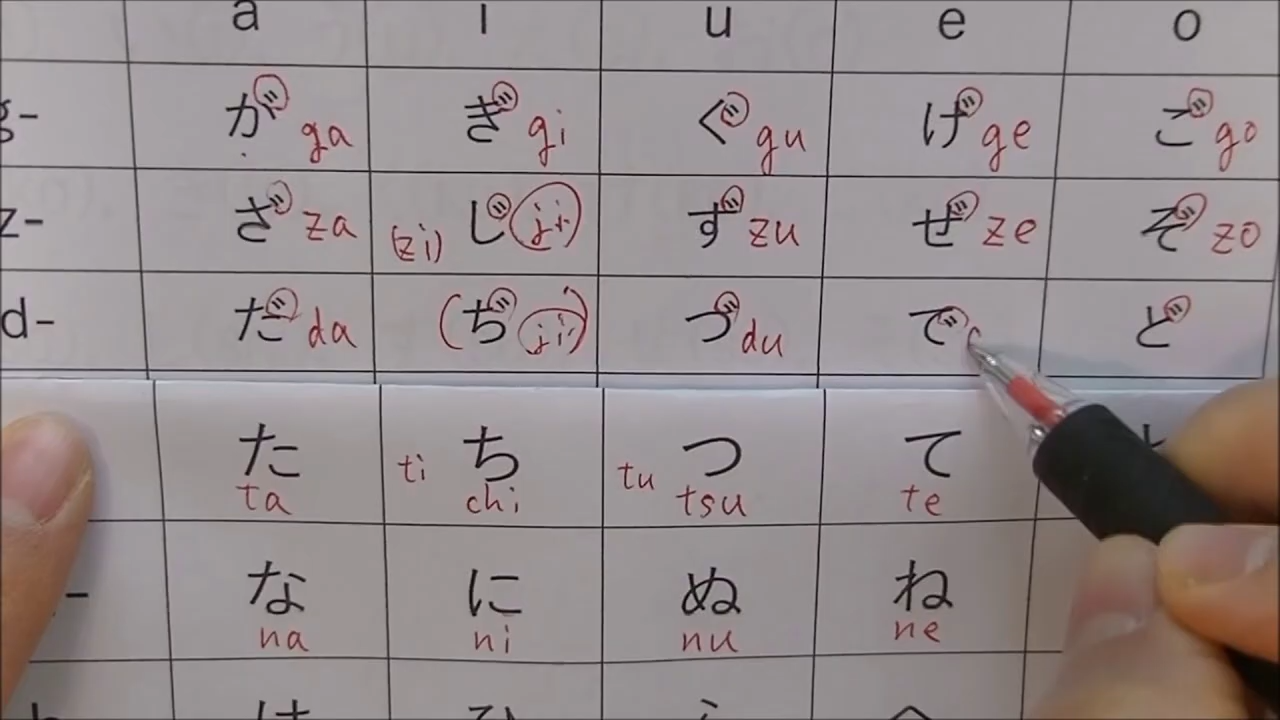 a i u e o
g- が ga ぎ gi ぐ gu げ ge ご go
z- ざ za (zi) じ ji ず zu ぜ ze ぞ zo
d- だ da (ぢ ji) づ du で ど
た ti ち tu つ て
ta chi tsu te
な に ぬ ね
na ni nu ne